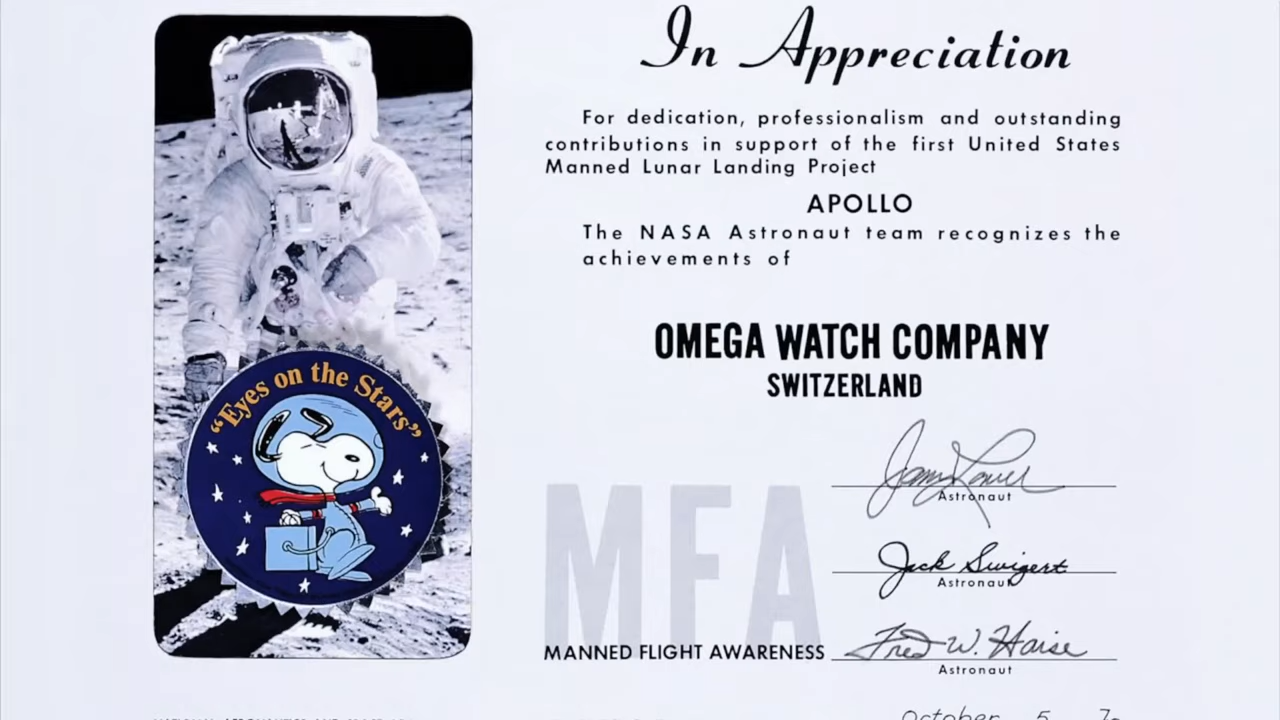 In Appreciation
For dedication, professionalism and outstanding
contributions in support of the first United States
Manned Lunar Landing Project
APOLLO
The NASA Astronaut team recognizes the
achievements of
OMEGA WATCH COMPANY
SWITZERLAND
"Eyes on the Stars"
James Lovell
Astronaut
Jack Swigert
Astronaut
MFA
MANNED FLIGHT AWARENESS
Fred W. Haise
Astronaut
October 5